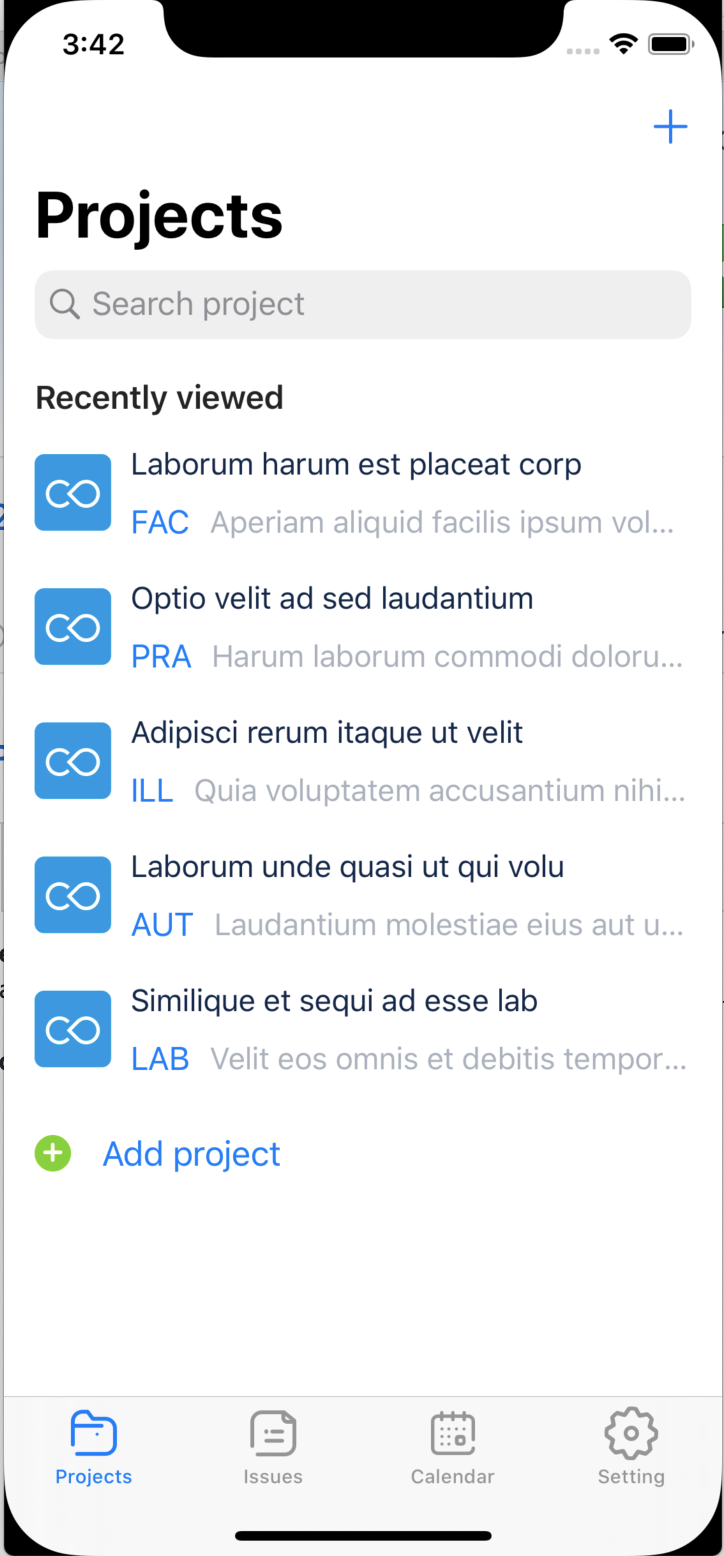 3:42
Projects
Search project
Recently viewed
Laborum harum est placeat corp
FAC Aperiam aliquid facilis ipsum vol...
Optio velit ad sed laudantium
PRA Harum laborum commodi doloru...
Adipisci rerum itaque ut velit
ILL Quia voluptatem accusantium nihi...
Laborum unde quasi ut qui volu
AUT Laudantium molestiae eius aut u...
Similique et sequi ad esse lab
LAB Velit eos omnis et debitis tempor...
Add project
Projects Issues Calendar Setting